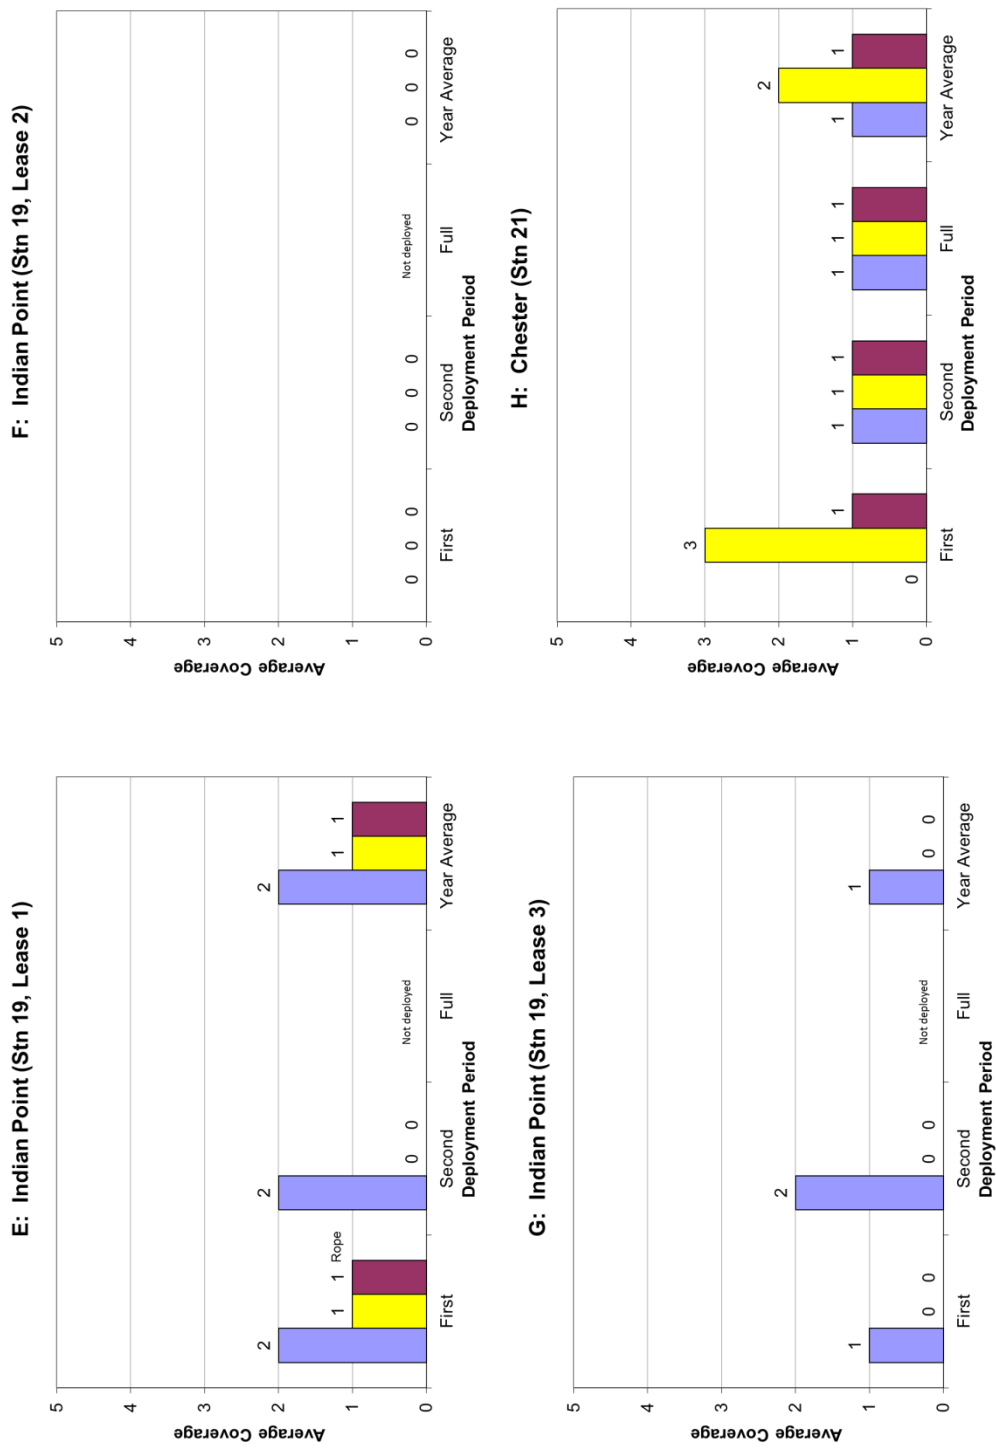 E: Indian Point (Stn 19, Lease 1)
5
4
3
2
1
0
Average Coverage
2
1
1
Rope
2
0
0
Not deployed
2
1
1
First
Second
Full
Year Average
Deployment Period
F: Indian Point (Stn 19, Lease 2)
5
4
3
2
1
0
Average Coverage
0
0
0
0
0
0
Not deployed
0
0
0
First
Second
Full
Year Average
Deployment Period
G: Indian Point (Stn 19, Lease 3)
5
4
3
2
1
0
Average Coverage
1
0
0
2
0
0
Not deployed
1
0
0
First
Second
Full
Year Average
Deployment Period
H: Chester (Stn 21)
5
4
3
2
1
0
Average Coverage
0
3
1
1
1
1
1
1
1
1
2
1
First
Second
Full
Year Average
Deployment Period